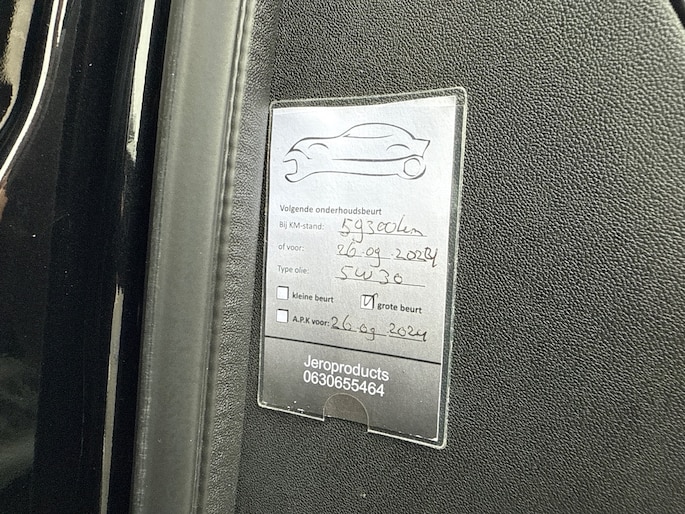 Volgende onderhoudsbeurt
Bij KM-stand: 59300km
of voor: 26-09-2024
Type olie: 5W30
kleine beurt grote beurt
A.P.K voor: 26-09 2024
Jeroproducts
0630655464